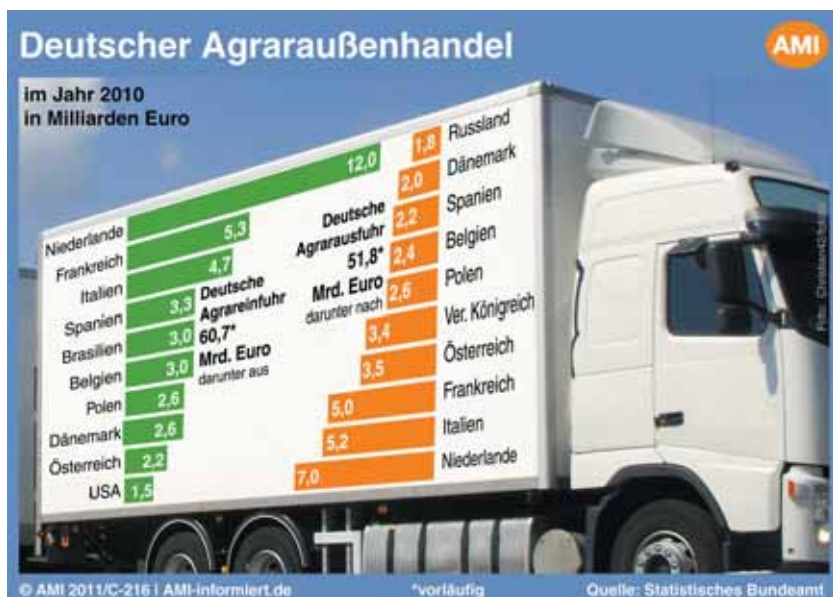 Deutscher Agraraußenhandel
AMI
im Jahr 2010
in Milliarden Euro
Niederlande 12,0
Frankreich 5,3
Italien 4,7
Spanien 3,3
Brasilien 3,0
Belgien 3,0
Polen 2,6
Dänemark 2,6
Österreich 2,2
USA 1,5
Deutsche
Agrareinfuhr
60,7*
Mrd. Euro
darunter aus
Deutsche
Agrarausfuhr
51,8*
Mrd. Euro
darunter nach
1,8 Russland
2,0 Dänemark
2,2 Spanien
2,4 Belgien
2,6 Polen
3,4 Ver. Königreich
3,5 Österreich
5,0 Frankreich
5,2 Italien
7,0 Niederlande
Foto:
© AMI 2011/C-216 | AMI-informiert.de
*vorläufig
Quelle: Statistisches Bundesamt